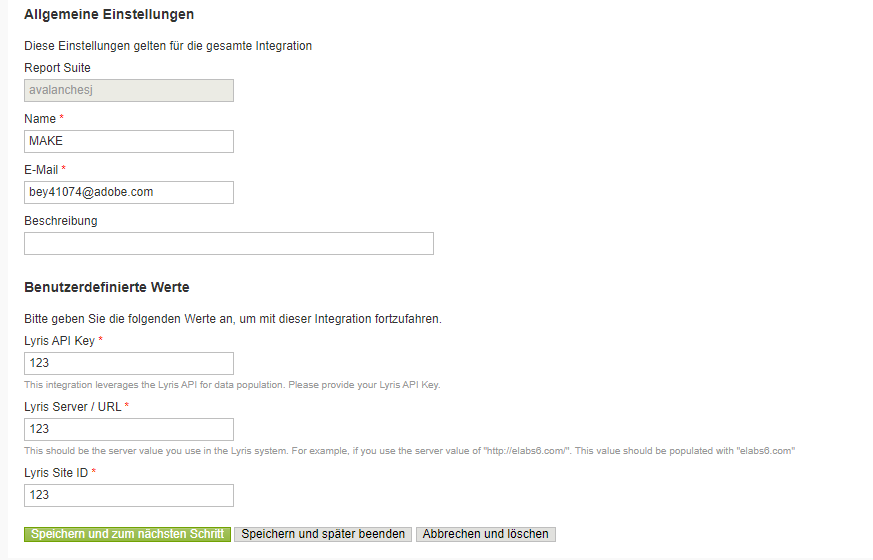 Allgemeine Einstellungen
Diese Einstellungen gelten für die gesamte Integration
Report Suite
avalanchesj
Name *
MAKE
E-Mail *
bey41074@adobe.com
Beschreibung
Benutzerdefinierte Werte
Bitte geben Sie die folgenden Werte an, um mit dieser Integration fortzufahren.
Lyris API Key *
123
This integration leverages the Lyris API for data population. Please provide your Lyris API Key.
Lyris Server / URL *
123
This should be the server value you use in the Lyris system. For example, if you use the server value of "http://elabs6.com/". This value should be populated with "elabs6.com"
Lyris Site ID *
123
Speichern und zum nächsten Schritt Speichern und später beenden Abbrechen und löschen